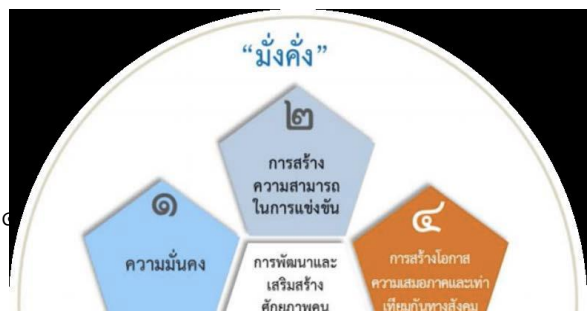 “มั่งคั่ง”
๒
การสร้าง
ความสามารถ
ในการแข่งขัน
๑
ความมั่นคง
๔
การสร้างโอกาส
ความเสมอภาคและเท่า
เทียมกันทางสังคม
การพัฒนาและ
เสริมสร้าง
ศักยภาพคน